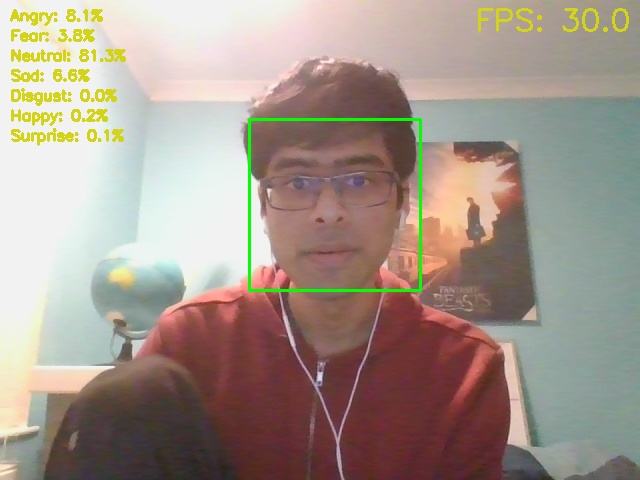 Angry: 8.1%
Fear: 3.8%
Neutral: 81.3%
Sad: 6.6%
Disgust: 0.0%
Happy: 0.2%
Surprise: 0.1%
FPS: 30.0
FANTASTIC
BEASTS